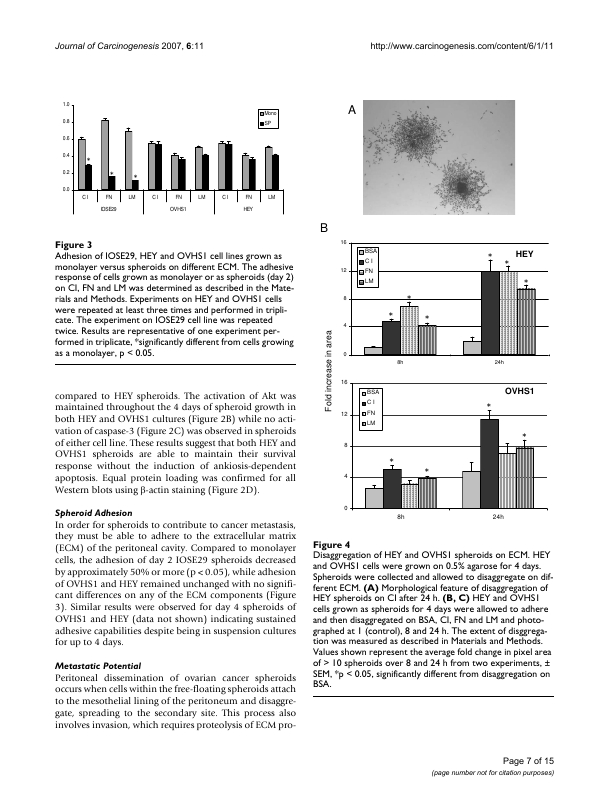 Journal of Carcinogenesis 2007, 6:11
http://www.carcinogenesis.com/content/6/1/11
1.0
0.8
0.6
0.4
0.2
0.0
Mono
SP
* * *
C I FN LM C I FN LM C I FN LM
IOSE29 OVHS1 HEY
Figure 3
Adhesion of IOSE29, HEY and OVHS1 cell lines grown as
monolayer versus spheroids on different ECM. The adhesive
response of cells grown as monolayer or as spheroids (day 2)
on CI, FN and LM was determined as described in the Mate-
rials and Methods. Experiments on HEY and OVHS1 cells
were repeated at least three times and performed in tripli-
cate. The experiment on IOSE29 cell line was repeated
twice. Results are representative of one experiment per-
formed in triplicate, *significantly different from cells growing
as a monolayer, p < 0.05.
compared to HEY spheroids. The activation of Akt was
maintained throughout the 4 days of spheroid growth in
both HEY and OVHS1 cultures (Figure 2B) while no acti-
vation of caspase-3 (Figure 2C) was observed in spheroids
of either cell line. These results suggest that both HEY and
OVHS1 spheroids are able to maintain their survival
response without the induction of ankiosis-dependent
apoptosis. Equal protein loading was confirmed for all
Western blots using β-actin staining (Figure 2D).
Spheroid Adhesion
In order for spheroids to contribute to cancer metastasis,
they must be able to adhere to the extracellular matrix
(ECM) of the peritoneal cavity. Compared to monolayer
cells, the adhesion of day 2 IOSE29 spheroids decreased
by approximately 50% or more (p < 0.05), while adhesion
of OVHS1 and HEY remained unchanged with no signifi-
cant differences on any of the ECM components (Figure
3). Similar results were observed for day 4 spheroids of
OVHS1 and HEY (data not shown) indicating sustained
adhesive capabilities despite being in suspension cultures
for up to 4 days.
Metastatic Potential
Peritoneal dissemination of ovarian cancer spheroids
occurs when cells within the free-floating spheroids attach
to the mesothelial lining of the peritoneum and disaggre-
gate, spreading to the secondary site. This process also
involves invasion, which requires proteolysis of ECM pro-
A
B
Fold increase in area
16
12
8
4
0
BSA
C I
FN
LM
HEY
* * * * * *
8h 24h
16
12
8
4
0
BSA
C I
FN
LM
OVHS1
* * * *
8h 24h
Figure 4
Disaggregation of HEY and OVHS1 spheroids on ECM. HEY
and OVHS1 cells were grown on 0.5% agarose for 4 days.
Spheroids were collected and allowed to disaggregate on dif-
ferent ECM. (A) Morphological feature of disaggregation of
HEY spheroids on CI after 24 h. (B, C) HEY and OVHS1
cells grown as spheroids for 4 days were allowed to adhere
and then disaggregated on BSA, CI, FN and LM and photo-
graphed at 1 (control), 8 and 24 h. The extent of disggrega-
tion was measured as described in Materials and Methods.
Values shown represent the average fold change in pixel area
of > 10 spheroids over 8 and 24 h from two experiments, ±
SEM, *p < 0.05, significantly different from disaggregation on
BSA.
Page 7 of 15
(page number not for citation purposes)